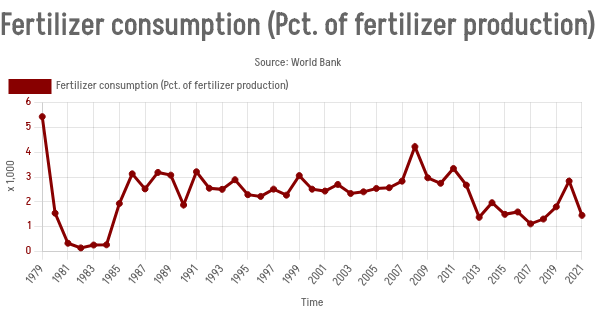 Fertilizer consumption (Pct. of fertilizer production)
Source: World Bank
Fertilizer consumption (Pct. of fertilizer production)
6
5
4
3
2
1
0
x 1,000
1979 1981 1983 1985 1987 1989 1991 1993 1995 1997 1999 2001 2003 2005 2007 2009 2011 2013 2015 2017 2019 2021
Time